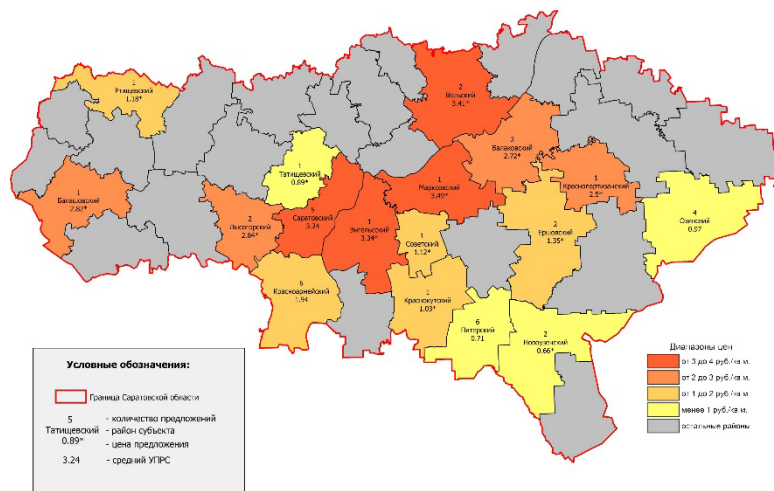 1
Ртищевский
1.18*
2
Вольский
3.41*
2
Балаковский
2.72*
1
Татищевский
0.89*
1
Марксовский
3.49*
1
Краснопартизанский
2.5*
1
Балашовский
2.82*
2
Лысогорский
2.84*
5
Саратовский
3.24
1
Энгельсский
3.34*
1
Советский
1.12*
2
Ершовский
1.35*
4
Озинский
0.97
6
Красноармейский
1.94
1
Краснокутский
1.03*
6
Питерский
0.71
2
Новоузенский
0.66*
Условные обозначения:
Граница Саратовской области
5 - количество предложений
Татищевский - район субъекта
0.89* - цена предложения
3.24 - средний УПРС
Диапазоны цен
от 3 до 4 руб./кв.м.
от 2 до 3 руб./кв.м.
от 1 до 2 руб./кв.м.
менее 1 руб./кв.м.
остальные районы